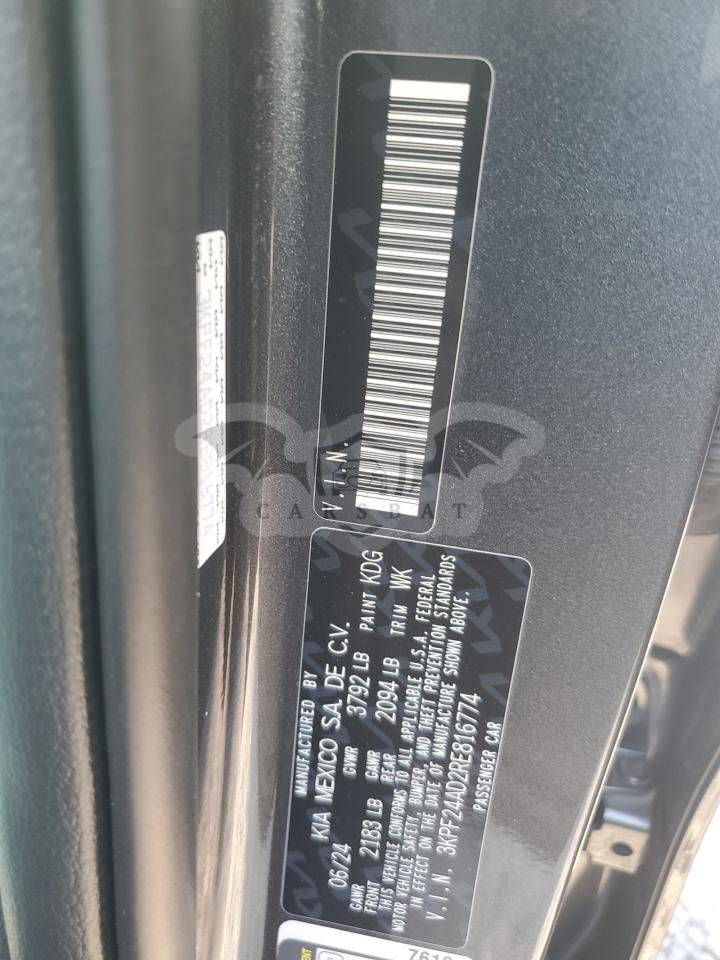 V.I.N.
CARSBAT
MANUFACTURED BY
KIA MEXICO S.A. DE C.V.
06/24 GVWR 3792 LB PAINT KDG
GAWR FRONT 2183 LB GAWR REAR 2094 LB TRIM WK
THIS VEHICLE CONFORMS TO ALL APPLICABLE U.S.A. FEDERAL
MOTOR VEHICLE SAFETY, BUMPER, AND THEFT PREVENTION STANDARDS
IN EFFECT ON THE DATE OF MANUFACTURE SHOWN ABOVE.
V.I.N. 3KPF24AD2RE816774
PASSENGER CAR